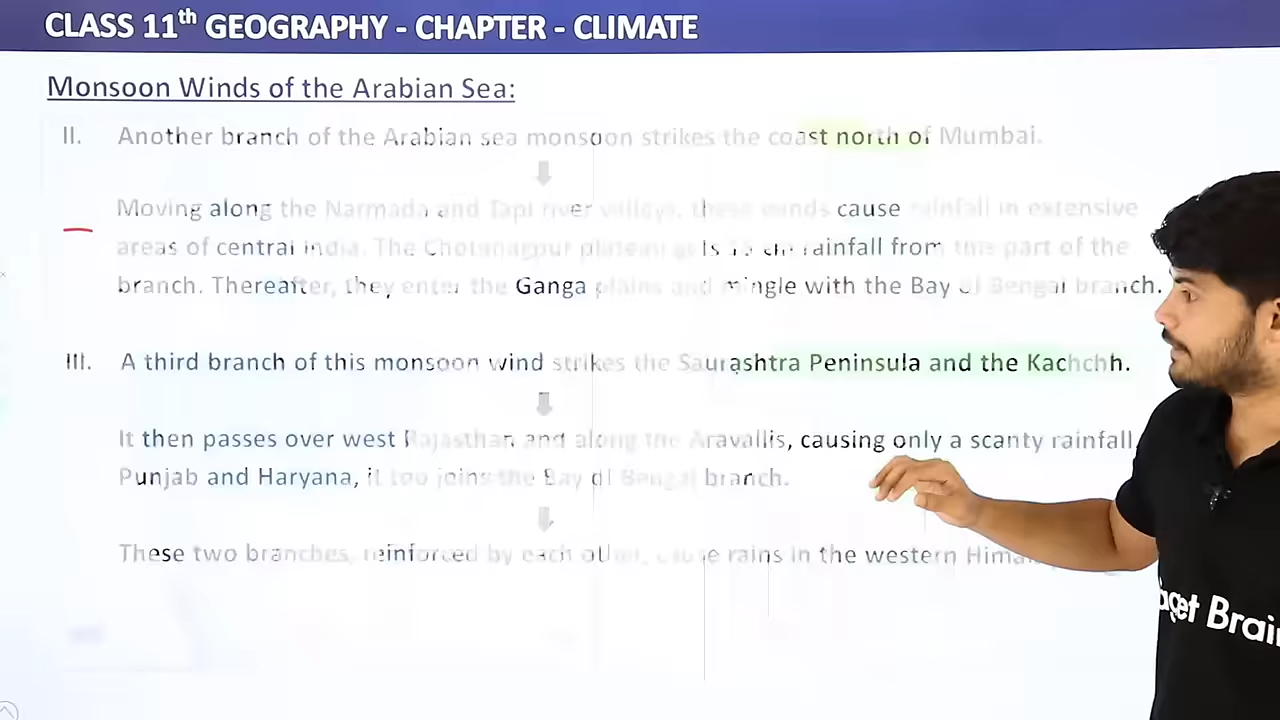 CLASS 11th GEOGRAPHY - CHAPTER - CLIMATE
Monsoon Winds of the Arabian Sea:
II. Another branch of the Arabian sea monsoon strikes the coast north of Mumbai.
Moving along the Narmada and Tapi river valleys, these winds cause rainfall in extensive
areas of central India. The Chotanagpur plateau gets 15 cm rainfall from this part of the
branch. Thereafter, they enter the Ganga plains and mingle with the Bay of Bengal branch.
III. A third branch of this monsoon wind strikes the Saurashtra Peninsula and the Kachchh.
It then passes over west Rajasthan and along the Aravallis, causing only a scanty rainfall
Punjab and Haryana, it too joins the Bay of Bengal branch.
These two branches, reinforced by each other, cause rains in the western
Brai